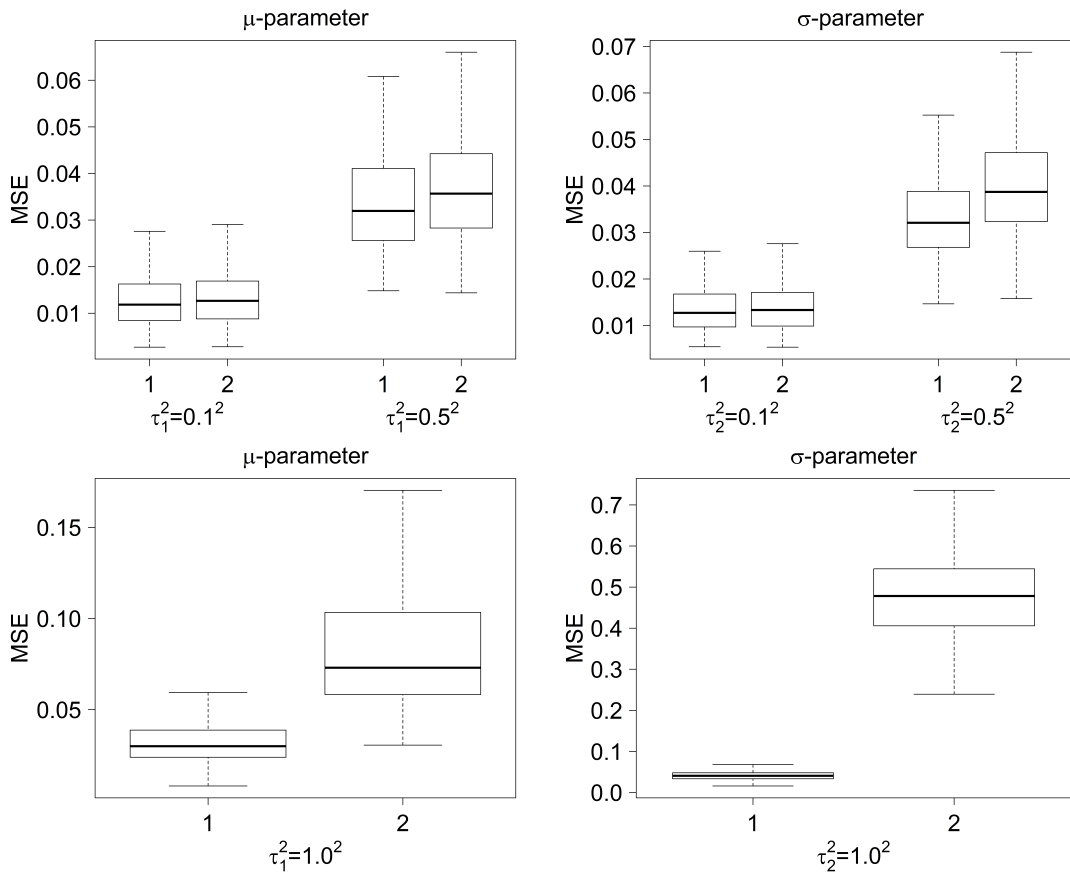 μ-parameter
MSE
0.06
0.05
0.04
0.03
0.02
0.01
1 2 1 2
τ₁²=0.1² τ₁²=0.5²
σ-parameter
MSE
0.07
0.06
0.05
0.04
0.03
0.02
0.01
1 2 1 2
τ₂²=0.1² τ₂²=0.5²
μ-parameter
MSE
0.15
0.10
0.05
1 2
τ₁²=1.0²
σ-parameter
MSE
0.7
0.6
0.5
0.4
0.3
0.2
0.1
0.0
1 2
τ₂²=1.0²